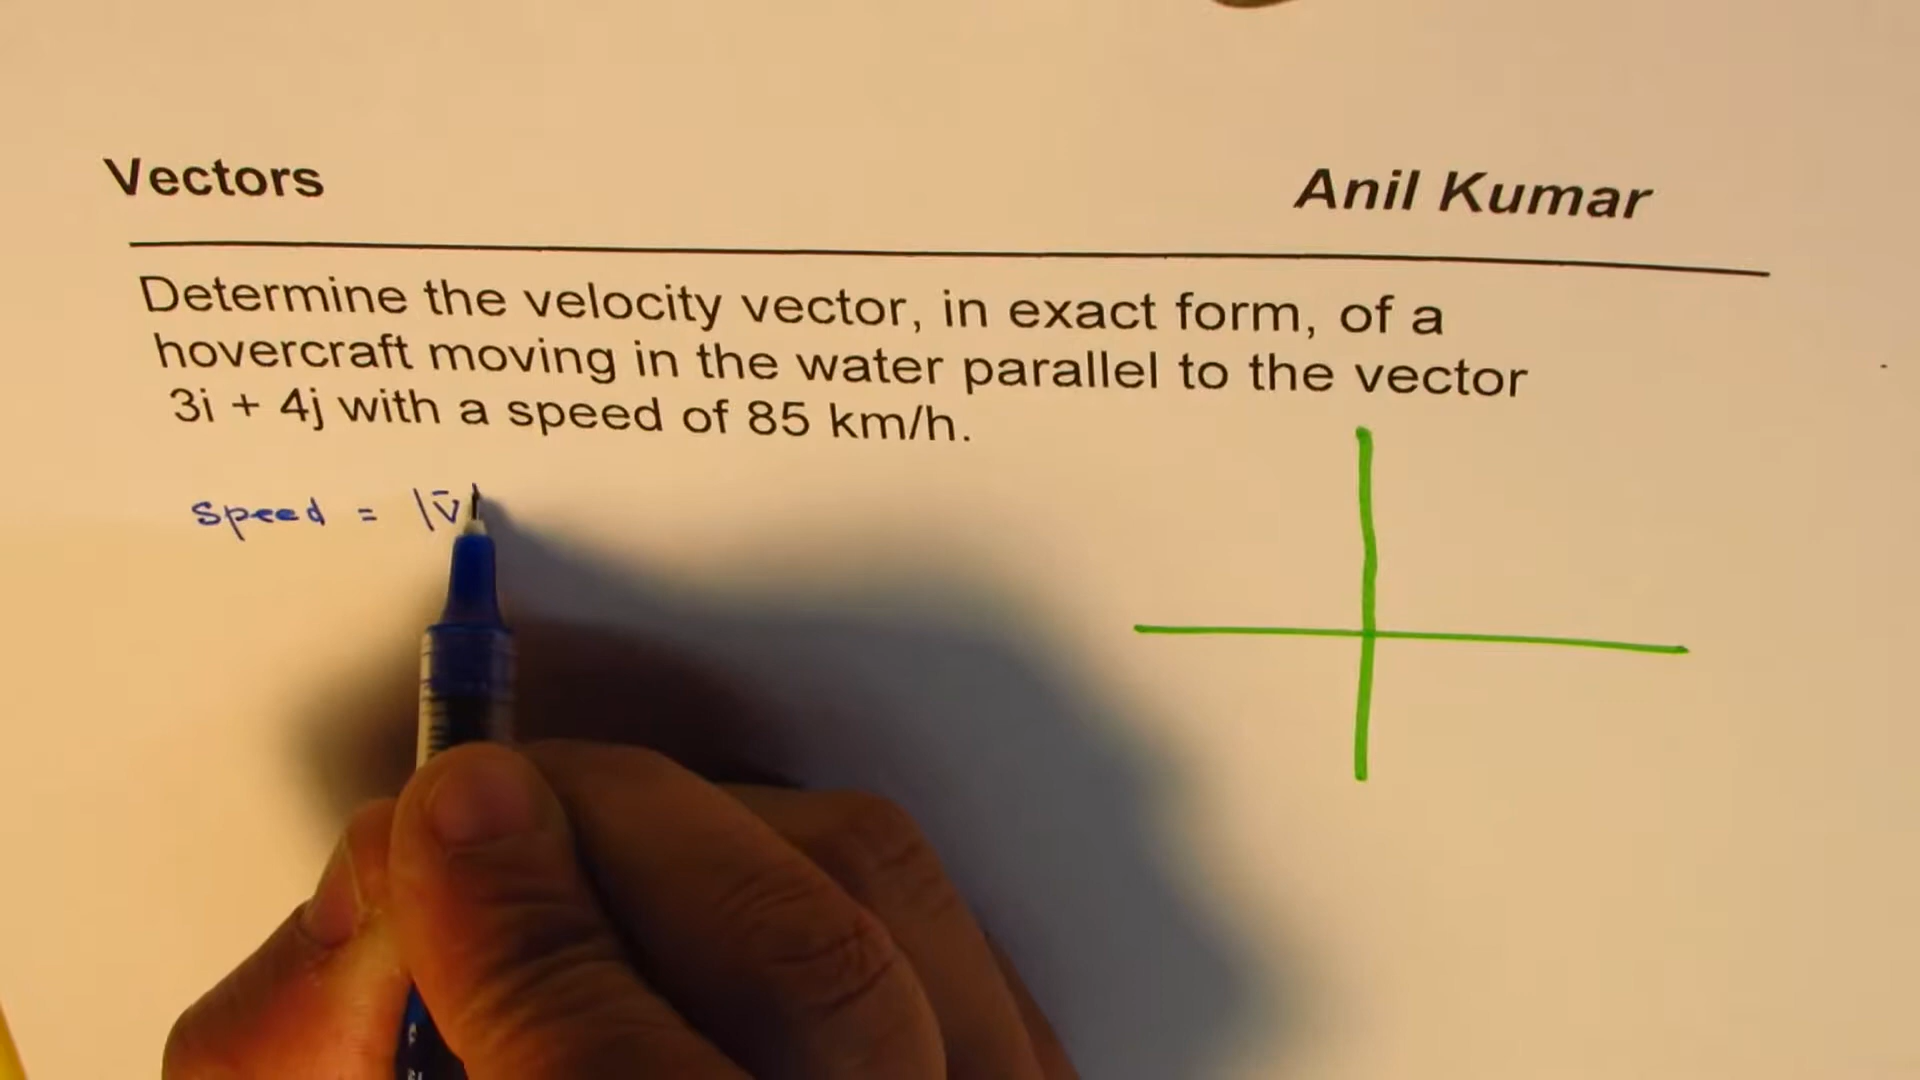 Vectors
Anil Kumar
Determine the velocity vector, in exact form, of a
hovercraft moving in the water parallel to the vector
3i + 4j with a speed of 85 km/h.
Speed = |v̄|